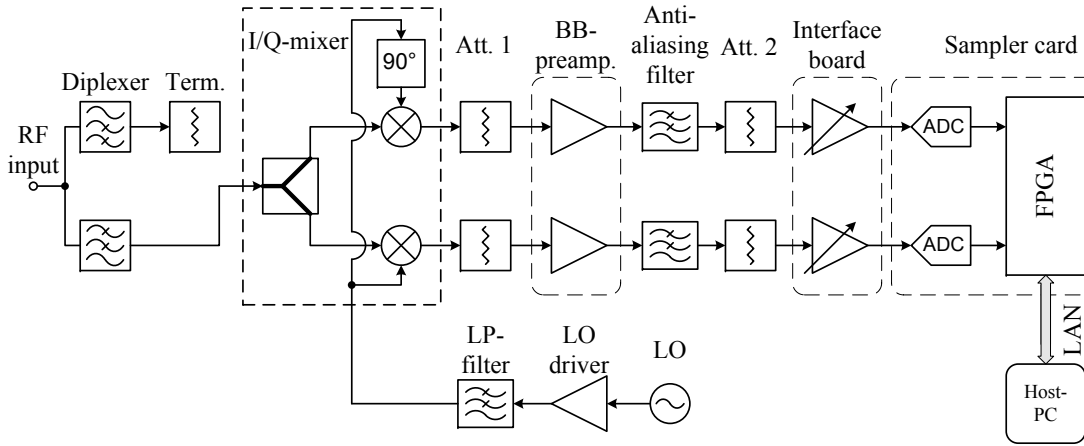 I/Q-mixer
90°
Att. 1
BB-
preamp.
Anti-
aliasing
filter
Att. 2
Interface
board
Sampler card
Diplexer
Term.
RF
input
ADC
ADC
FPGA
LAN
LP-
filter
LO
driver
LO
Host-
PC